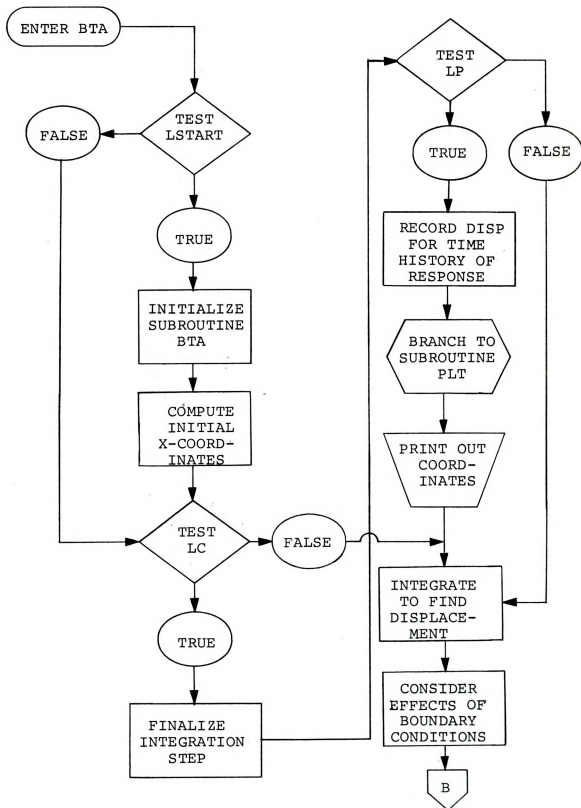 ENTER BTA
TEST
LSTART
FALSE
TRUE
INITIALIZE
SUBROUTINE
BTA
COMPUTE
INITIAL
X-COORD-
INATES
TEST
LC
FALSE
TRUE
FINALIZE
INTEGRATION
STEP
TEST
LP
TRUE
FALSE
RECORD DISP
FOR TIME
HISTORY OF
RESPONSE
BRANCH TO
SUBROUTINE
PLT
PRINT OUT
COORD-
INATES
INTEGRATE
TO FIND
DISPLACE-
MENT
CONSIDER
EFFECTS OF
BOUNDARY
CONDITIONS
B